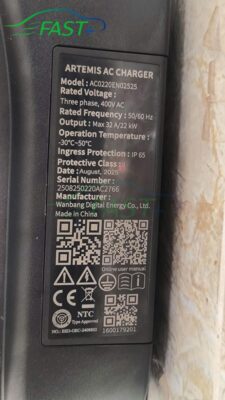 FAST
ARTEMIS AC CHARGER
Model : AC0220EN02S2S
Rated Voltage :
Three phase, 400V AC
Rated Frequency : 50/60 Hz
Output : Max 32 A/22 kW
Operation Temperature :
-30℃~50℃
Ingress Protection : IP 65
Protective Class :
Date : August, 2025
Serial Number :
2508250220AC2766
Manufacturer :
Wanbang Digital Energy Co., Ltd.
Made in China
Online user manual
CE
NTC
Type Approved
1600179201